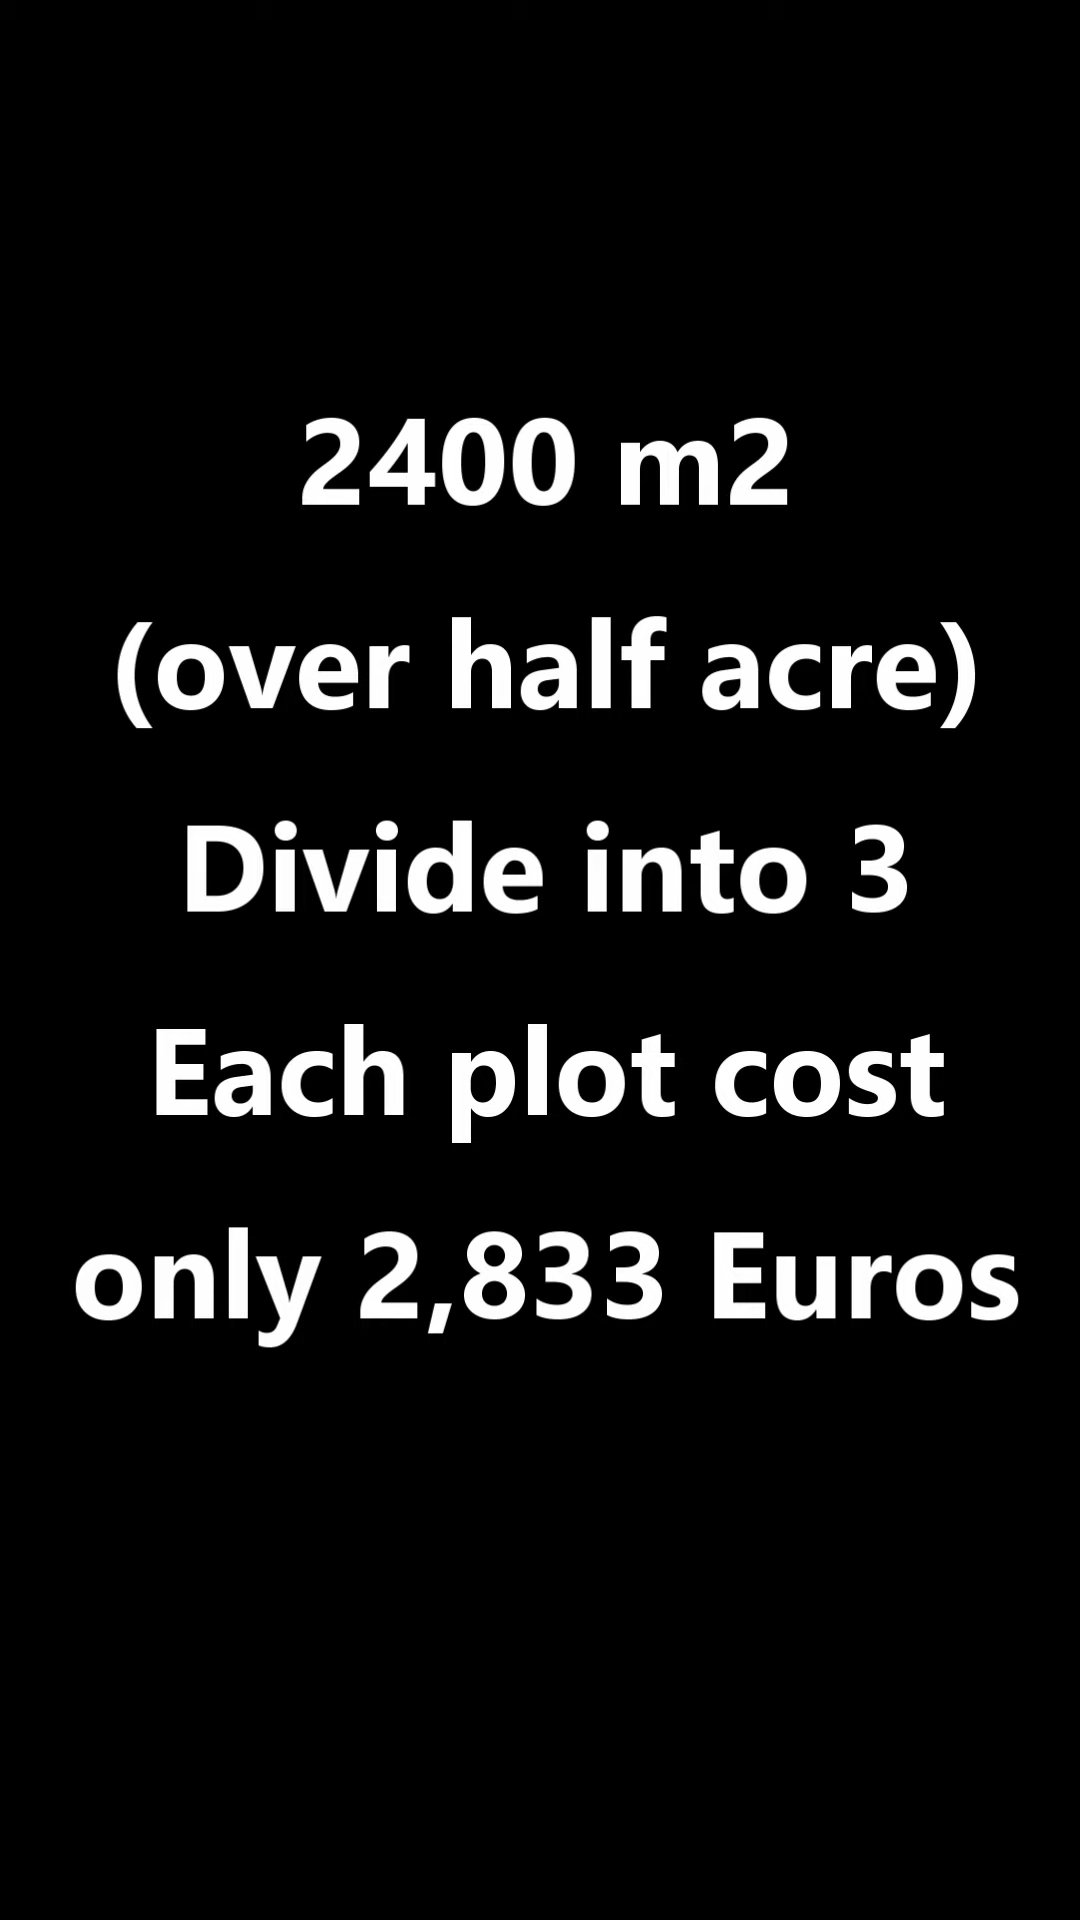 2400 m2
(over half acre)
Divide into 3
Each plot cost
only 2,833 Euros